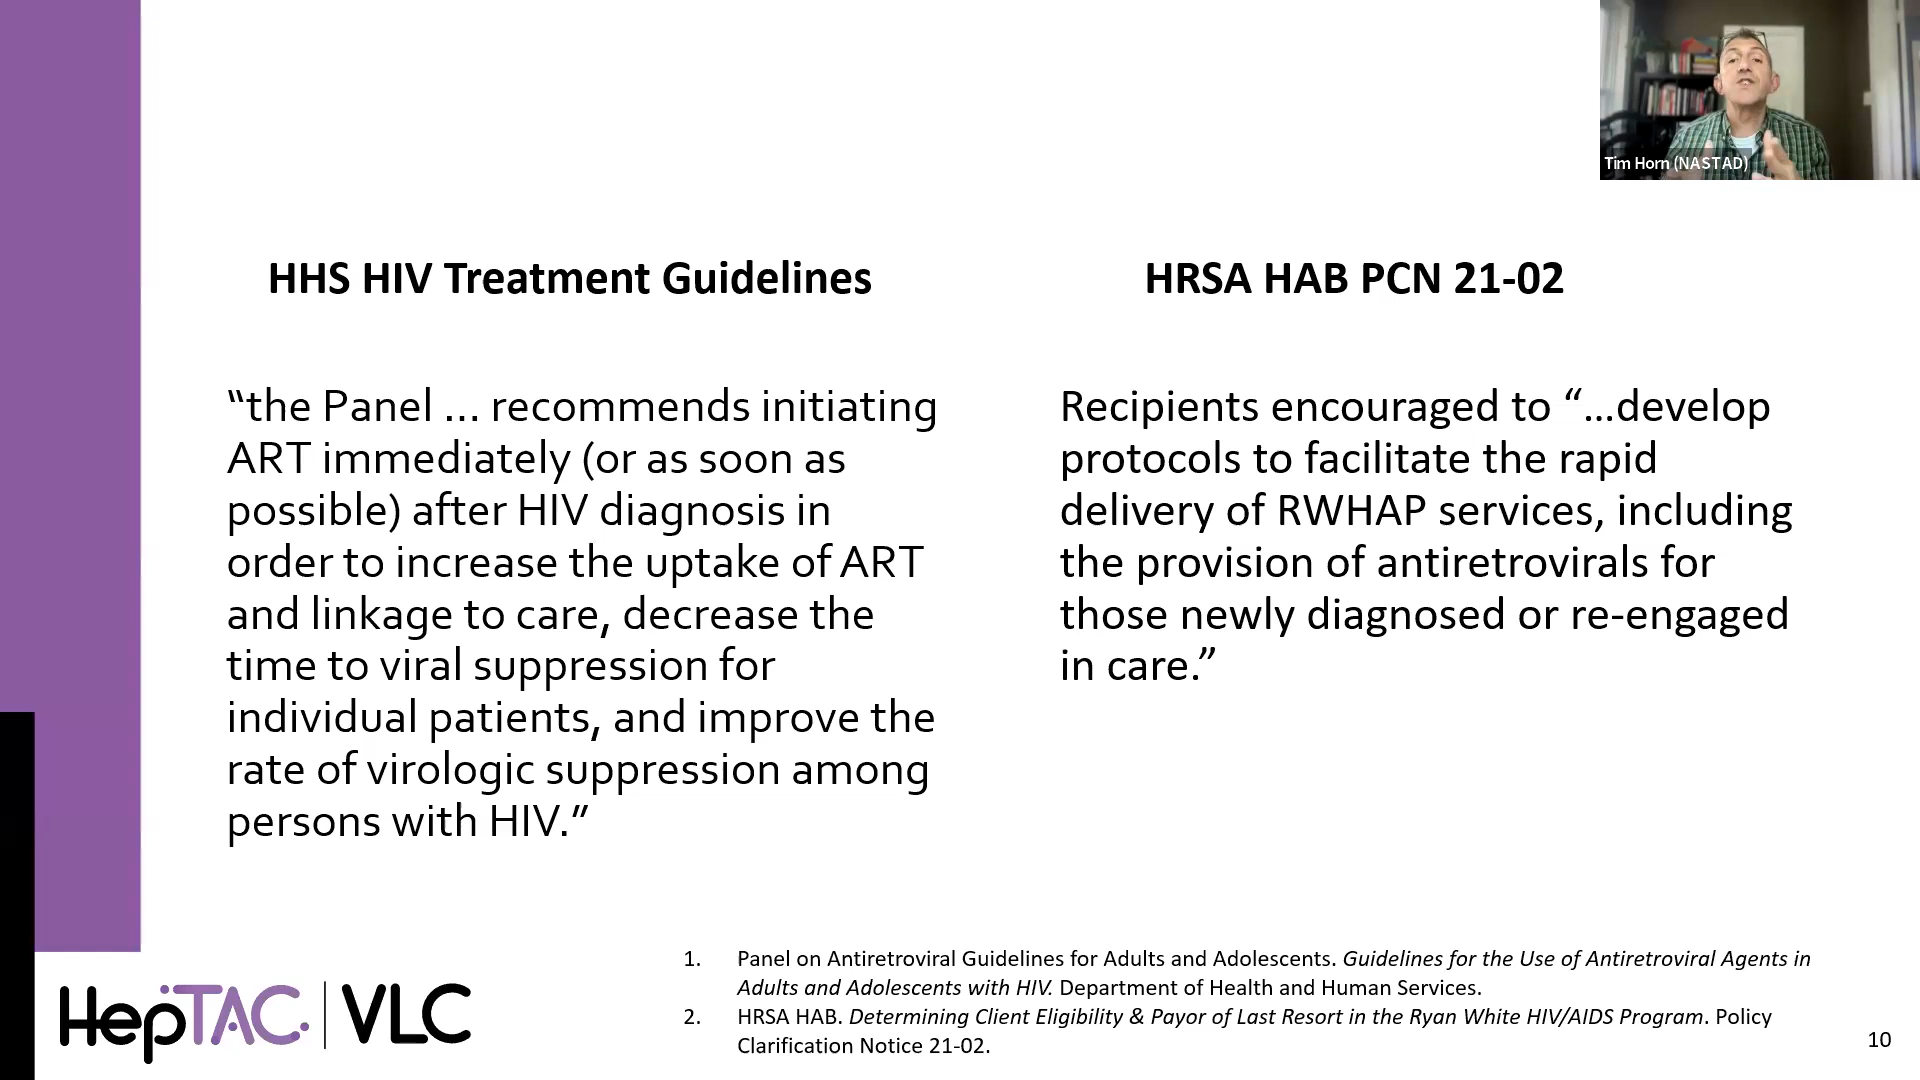 Tim Horn (NASTAD)
HHS HIV Treatment Guidelines
“the Panel ... recommends initiating
ART immediately (or as soon as
possible) after HIV diagnosis in
order to increase the uptake of ART
and linkage to care, decrease the
time to viral suppression for
individual patients, and improve the
rate of virologic suppression among
persons with HIV.”
HRSA HAB PCN 21-02
Recipients encouraged to “...develop
protocols to facilitate the rapid
delivery of RWHAP services, including
the provision of antiretrovirals for
those newly diagnosed or re-engaged
in care.”
1. Panel on Antiretroviral Guidelines for Adults and Adolescents. Guidelines for the Use of Antiretroviral Agents in
Adults and Adolescents with HIV. Department of Health and Human Services.
2. HRSA HAB. Determining Client Eligibility & Payor of Last Resort in the Ryan White HIV/AIDS Program. Policy
Clarification Notice 21-02.
HepTAC | VLC
10